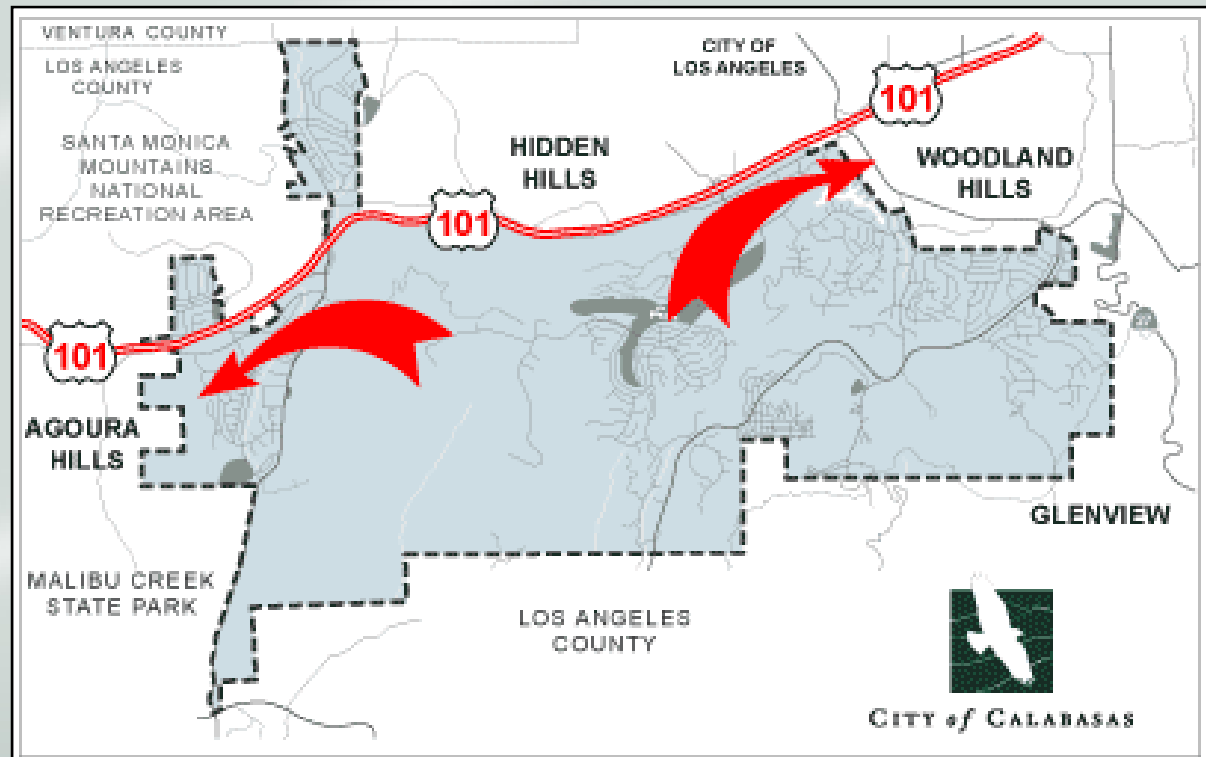 VENTURA COUNTY
LOS ANGELES
COUNTY
CITY OF
LOS ANGELES
101
SANTA MONICA
MOUNTAINS
NATIONAL
RECREATION AREA
HIDDEN
HILLS
WOODLAND
HILLS
101
101
AGOURA
HILLS
GLENVIEW
MALIBU CREEK
STATE PARK
LOS ANGELES
COUNTY
CITY of CALABASAS